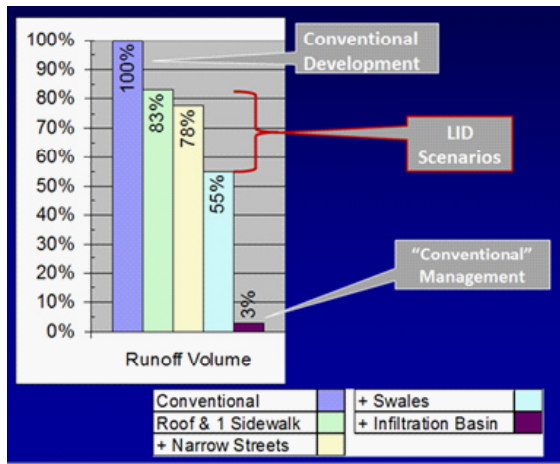 100%
90%
80%
70%
60%
50%
40%
30%
20%
10%
0%
100%
83%
78%
55%
3%
Runoff Volume
Conventional
Development
LID
Scenarios
“Conventional”
Management
Conventional
Roof & 1 Sidewalk
+ Narrow Streets
+ Swales
+ Infiltration Basin